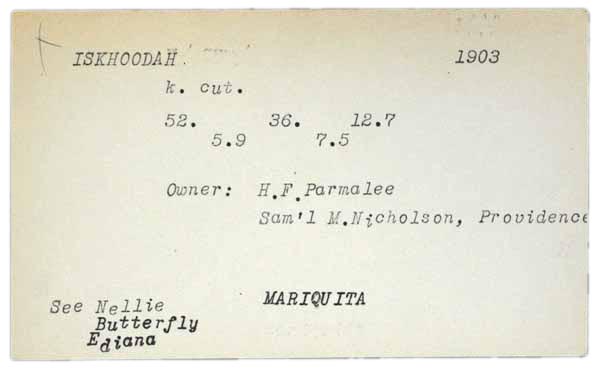 ISKHOODAH 1903
k. cut.
52. 36. 12.7
5.9 7.5
Owner: H.F.Parmalee
Sam'l M.Nicholson, Providence
MARIQUITA
See Nellie
Butterfly
Ediana